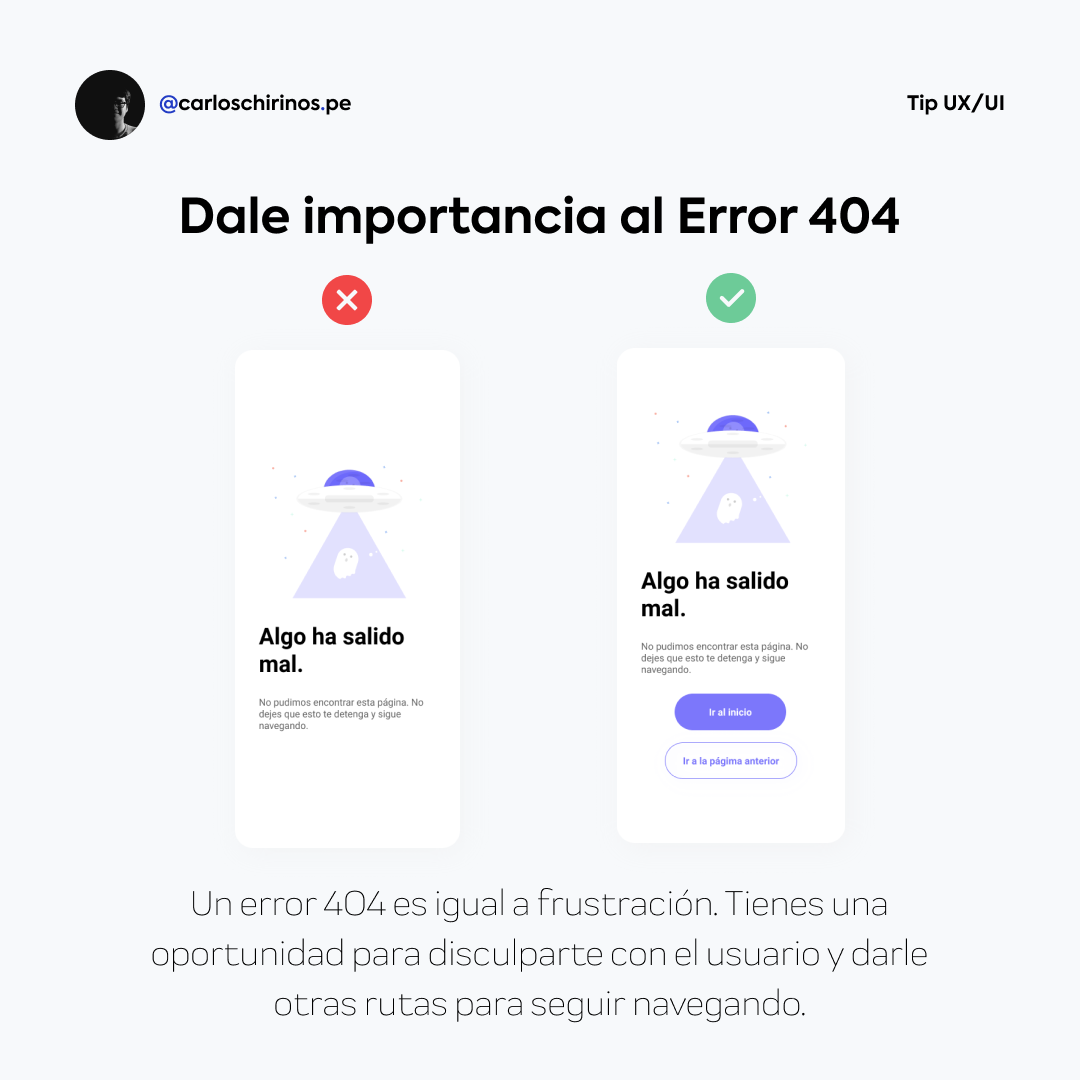 @carloschirinos.pe
Tip UX/UI
Dale importancia al Error 404
Algo ha salido
mal.
No pudimos encontrar esta página. No
dejes que esto te detenga y sigue
navegando.
Algo ha salido
mal.
No pudimos encontrar esta página. No
dejes que esto te detenga y sigue
navegando.
Ir al inicio
Ir a la págima anterior
Un error 404 es igual a frustración. Tienes una
oportunidad para disculparte con el usuario y darle
otras rutas para seguir navegando.